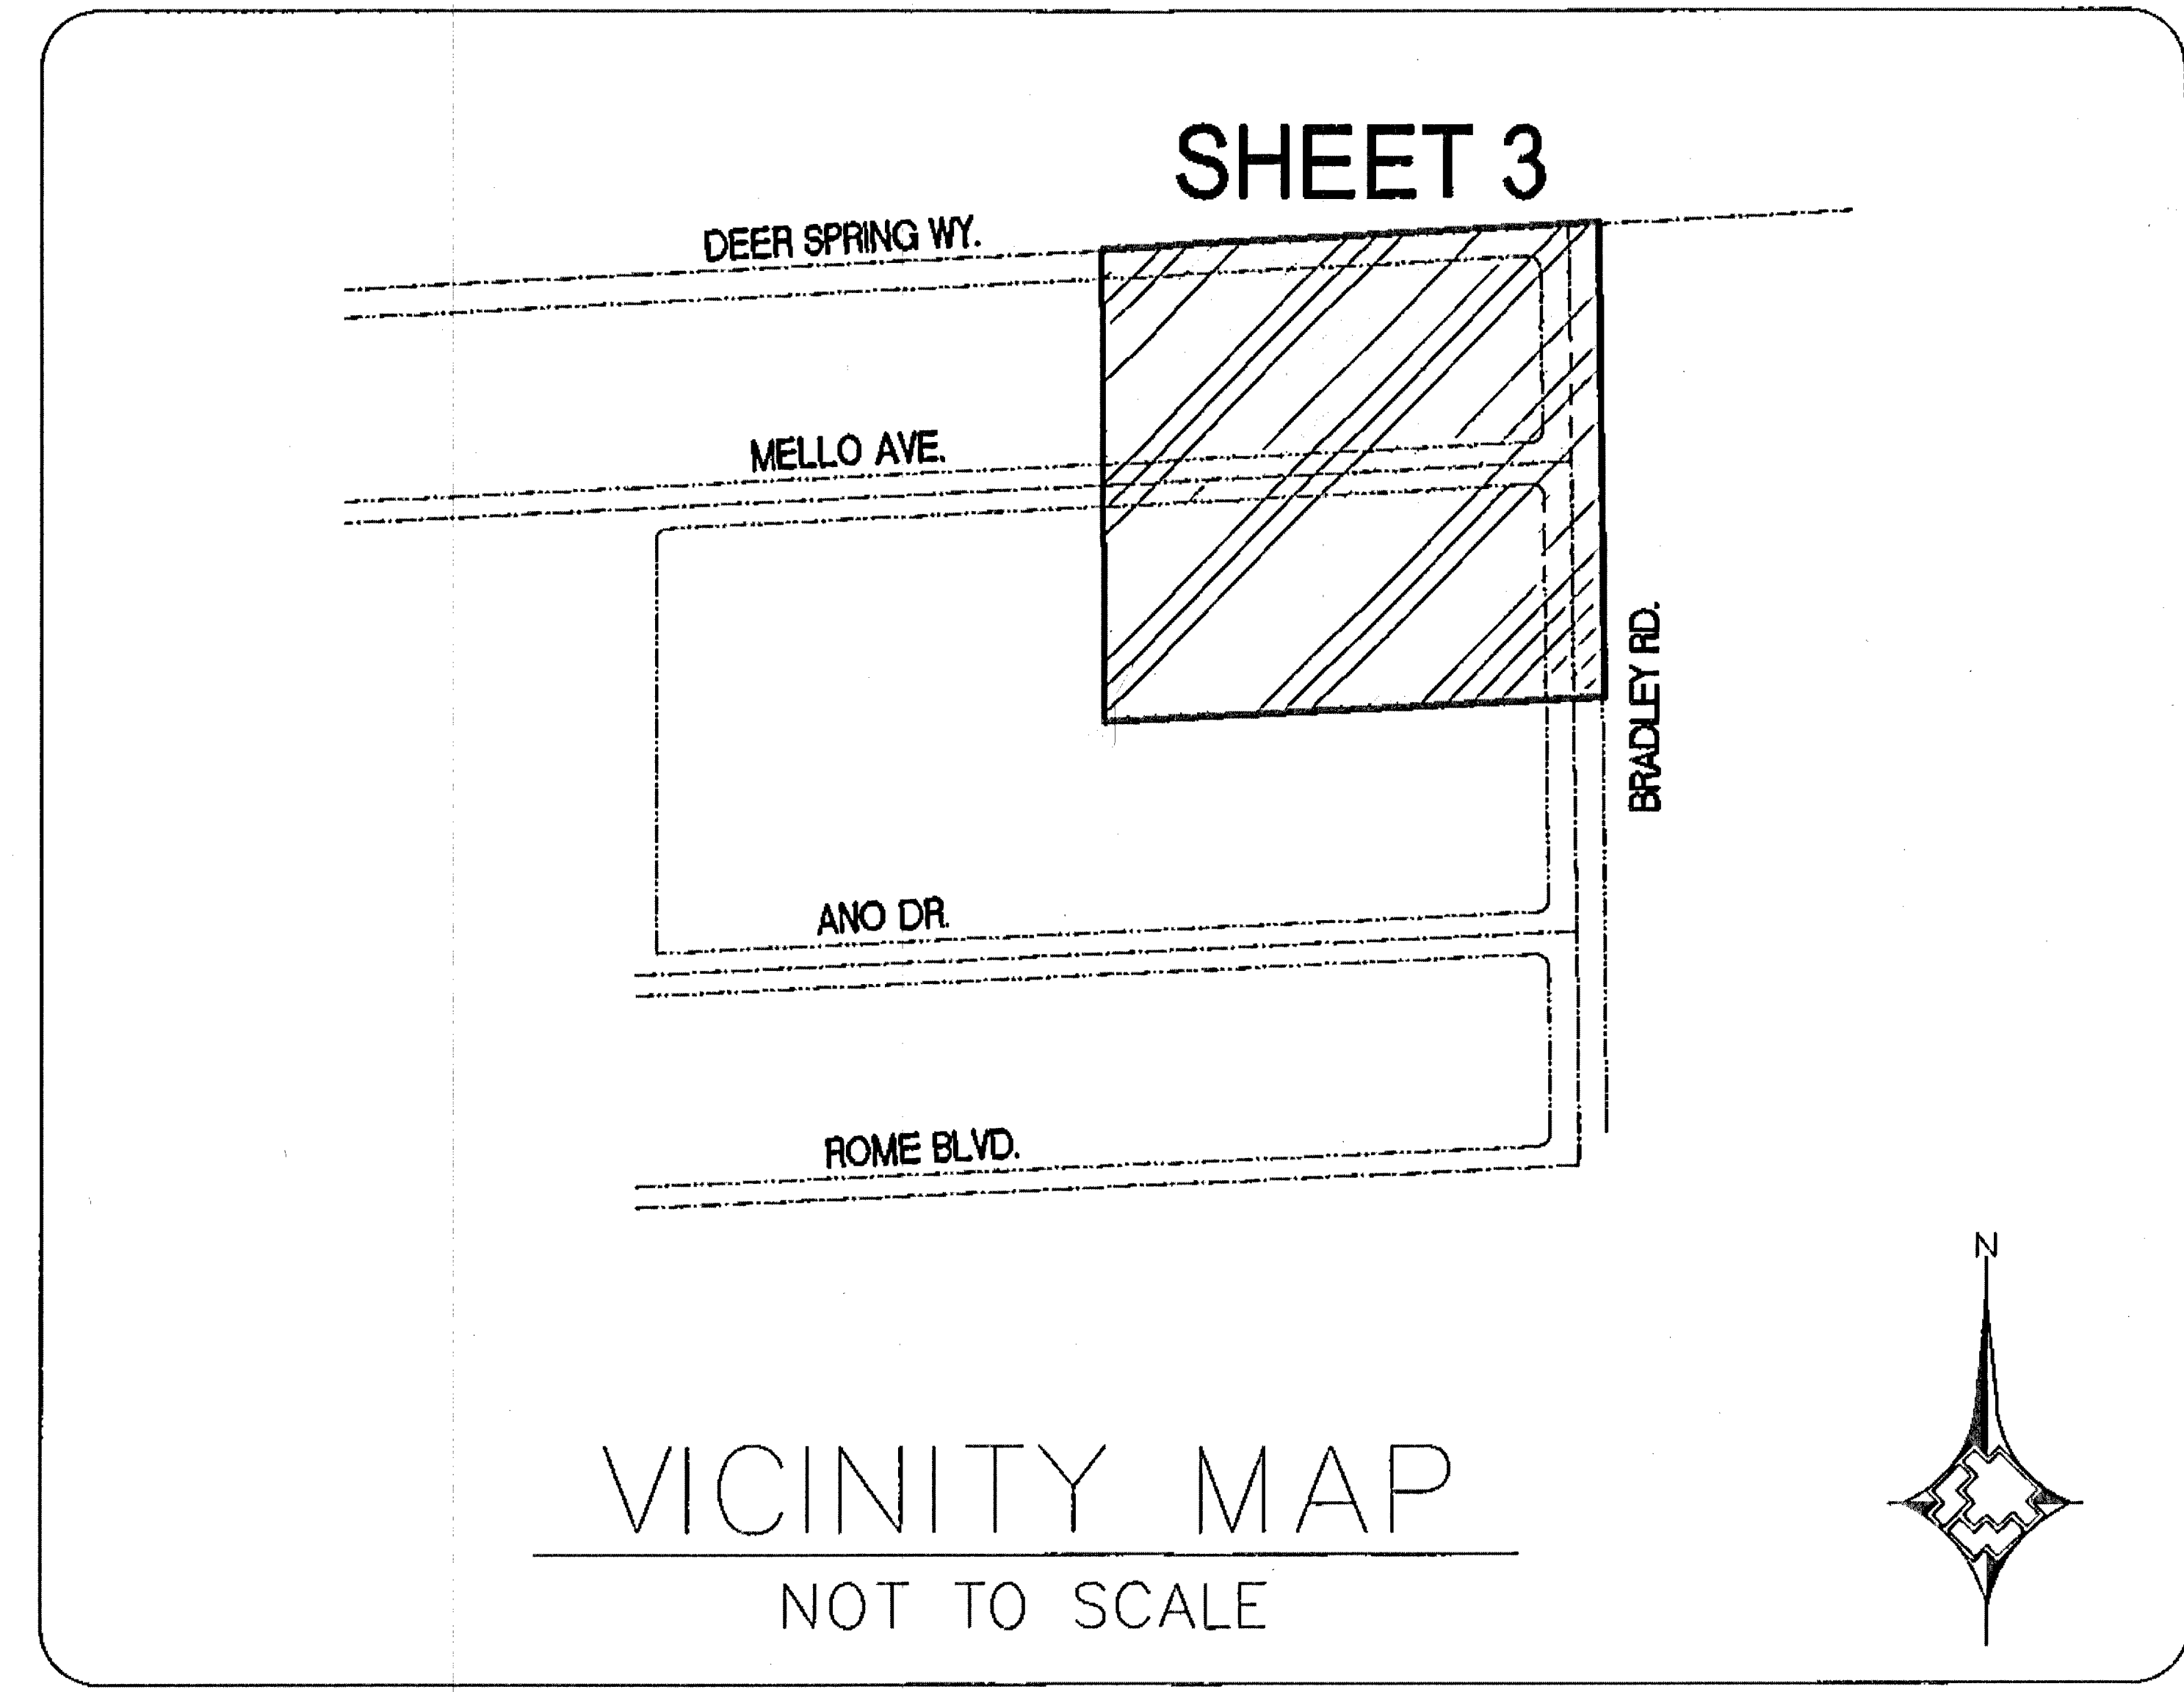 SHEET 3
DEER SPRING WY.
MELLO AVE.
BRADLEY RD.
ANO DR.
ROME BLVD.
N
VICINITY MAP
NOT TO SCALE